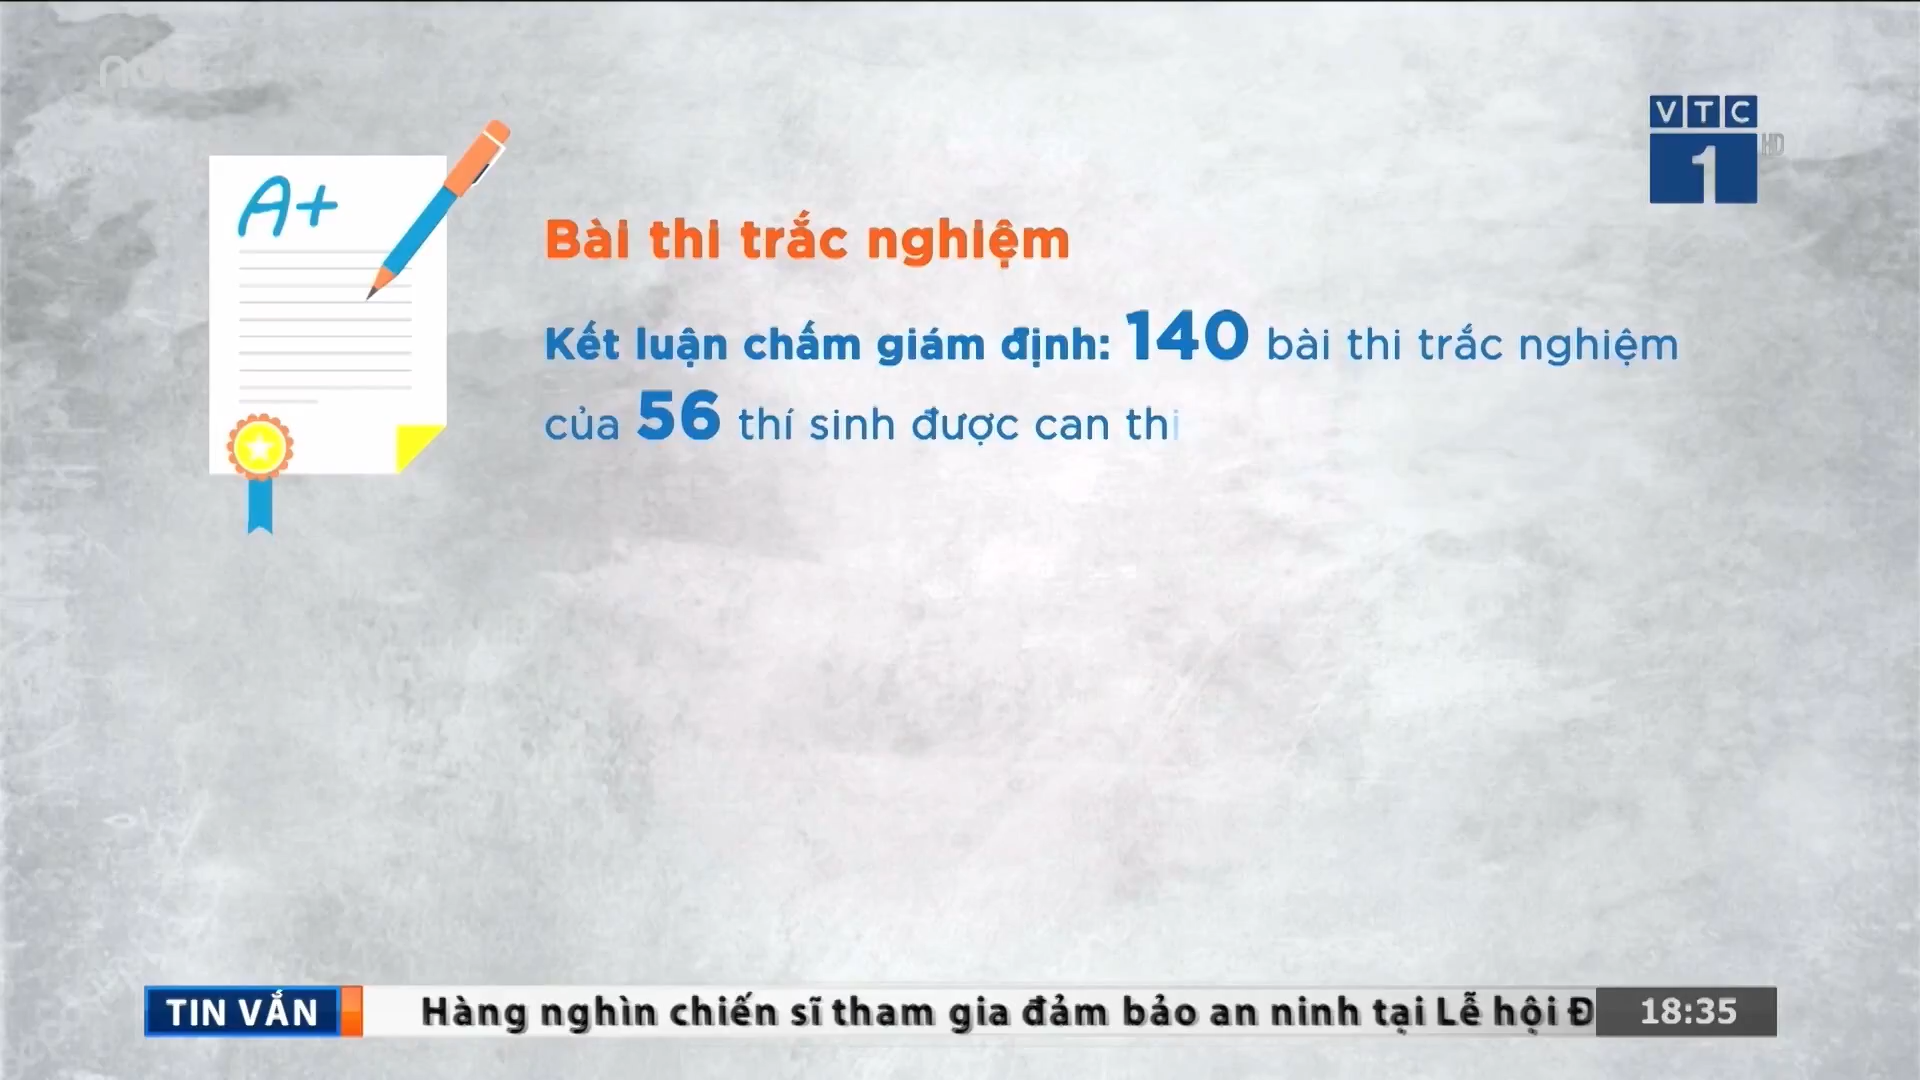 VTC
1
HD
A+
Bài thi trắc nghiệm
Kết luận chấm giám định: 140 bài thi trắc nghiệm
của 56 thí sinh được can thi
TIN VẮN
Hàng nghìn chiến sĩ tham gia đảm bảo an ninh tại Lễ hội Đ
18:35